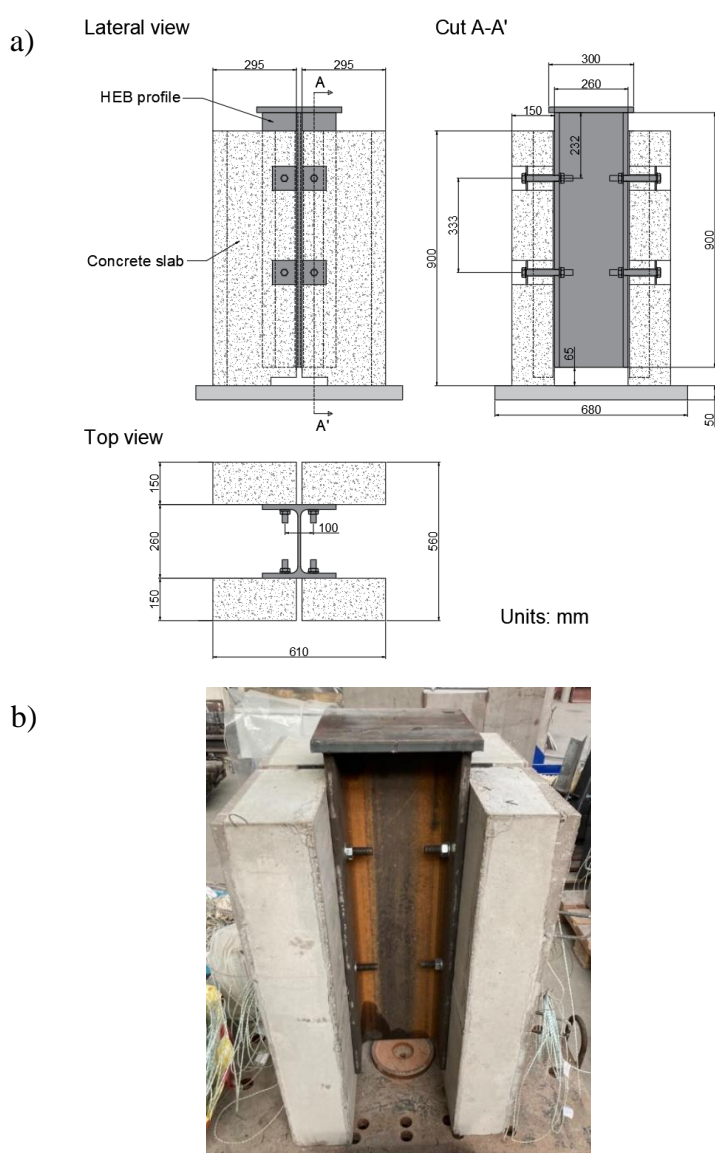 a)
Lateral view
Cut A-A'
295
295
A
HEB profile
300
260
150
232
333
900
900
Concrete slab
65
A'
680
50
Top view
150
260
150
100
560
610
Units: mm
b)